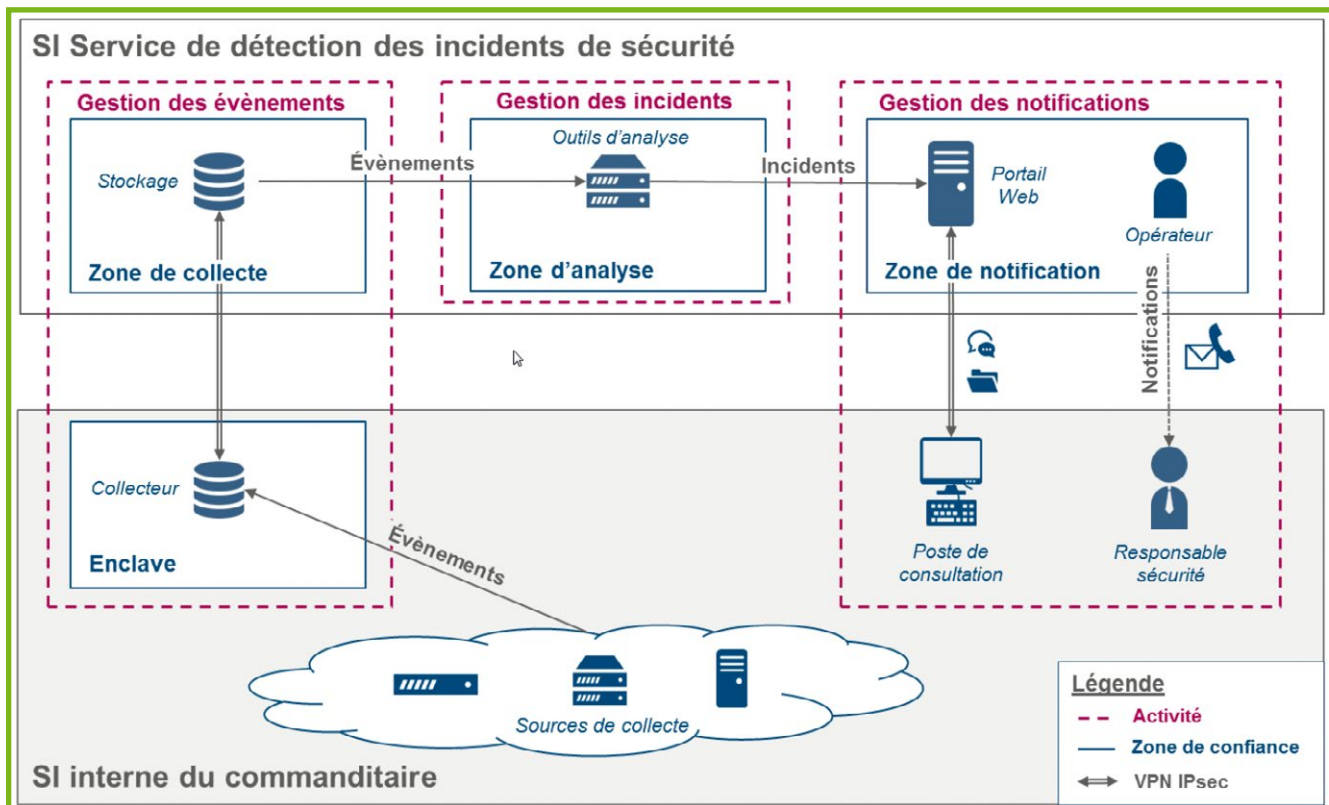 SI Service de détection des incidents de sécurité
Gestion des évènements
Gestion des incidents
Gestion des notifications
Stockage
Évènements
Outils d'analyse
Incidents
Portail
Web
Opérateur
Zone de collecte
Zone d'analyse
Zone de notification
Notifications
Collecteur
Enclave
Évènements
Poste de
consultation
Responsable
sécurité
Sources de collecte
SI interne du commanditaire
Légende
Activité
Zone de confiance
VPN IPsec